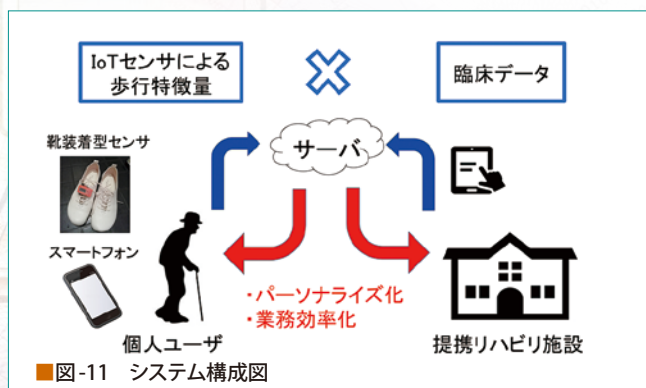 IoTセンサによる
歩行特徴量
臨床データ
靴装着型センサ
サーバ
スマートフォン
・パーソナライズ化
・業務効率化
個人ユーザ
提携リハビリ施設
■図-11 システム構成図